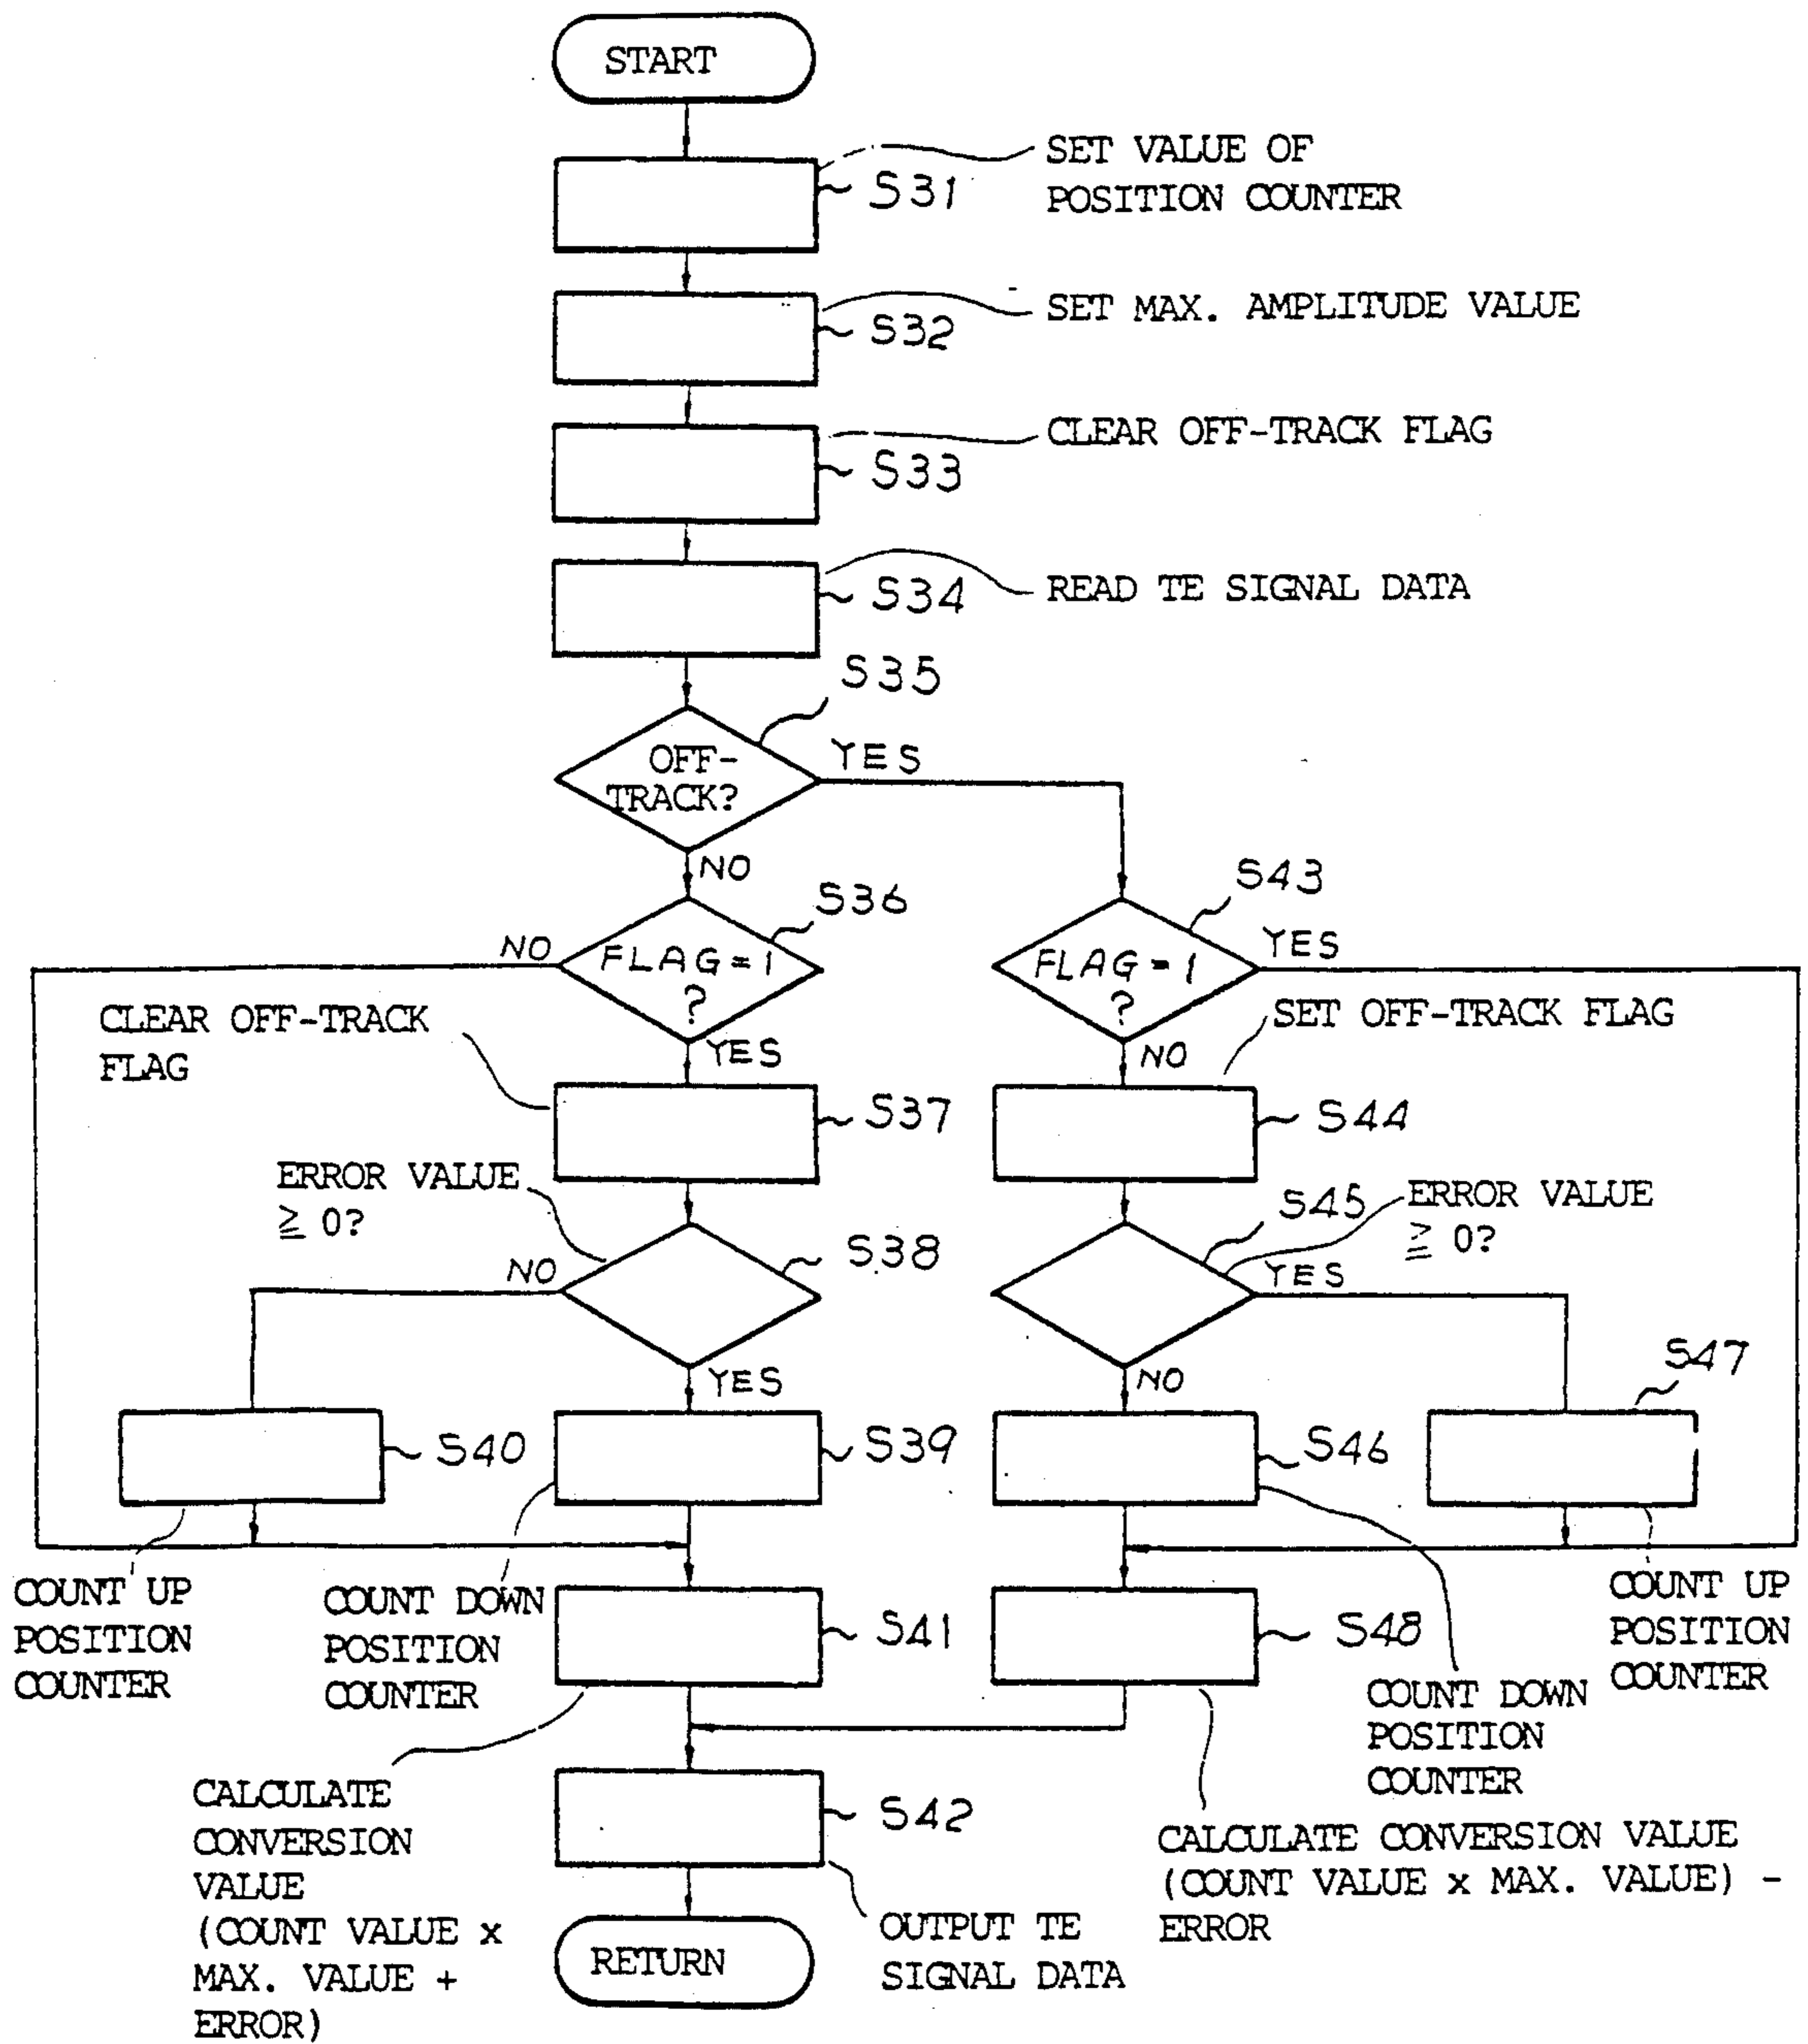 START
SET VALUE OF
POSITION COUNTER
S31
SET MAX. AMPLITUDE VALUE
S32
CLEAR OFF-TRACK FLAG
S33
READ TE SIGNAL DATA
S34
S35
OFF-
TRACK?
YES
NO
S36
FLAG = 1
?
NO
YES
S43
FLAG = 1
?
YES
NO
CLEAR OFF-TRACK
FLAG
S37
SET OFF-TRACK FLAG
S44
ERROR VALUE
≧ 0?
S38
NO
YES
S45
ERROR VALUE
≧ 0?
YES
NO
S40
S39
S46
S47
COUNT UP
POSITION
COUNTER
COUNT DOWN
POSITION
COUNTER
S41
S48
COUNT DOWN
POSITION
COUNTER
COUNT UP
POSITION
COUNTER
CALCULATE
CONVERSION
VALUE
(COUNT VALUE x
MAX. VALUE +
ERROR)
S42
CALCULATE CONVERSION VALUE
(COUNT VALUE x MAX. VALUE) -
ERROR
OUTPUT TE
SIGNAL DATA
RETURN